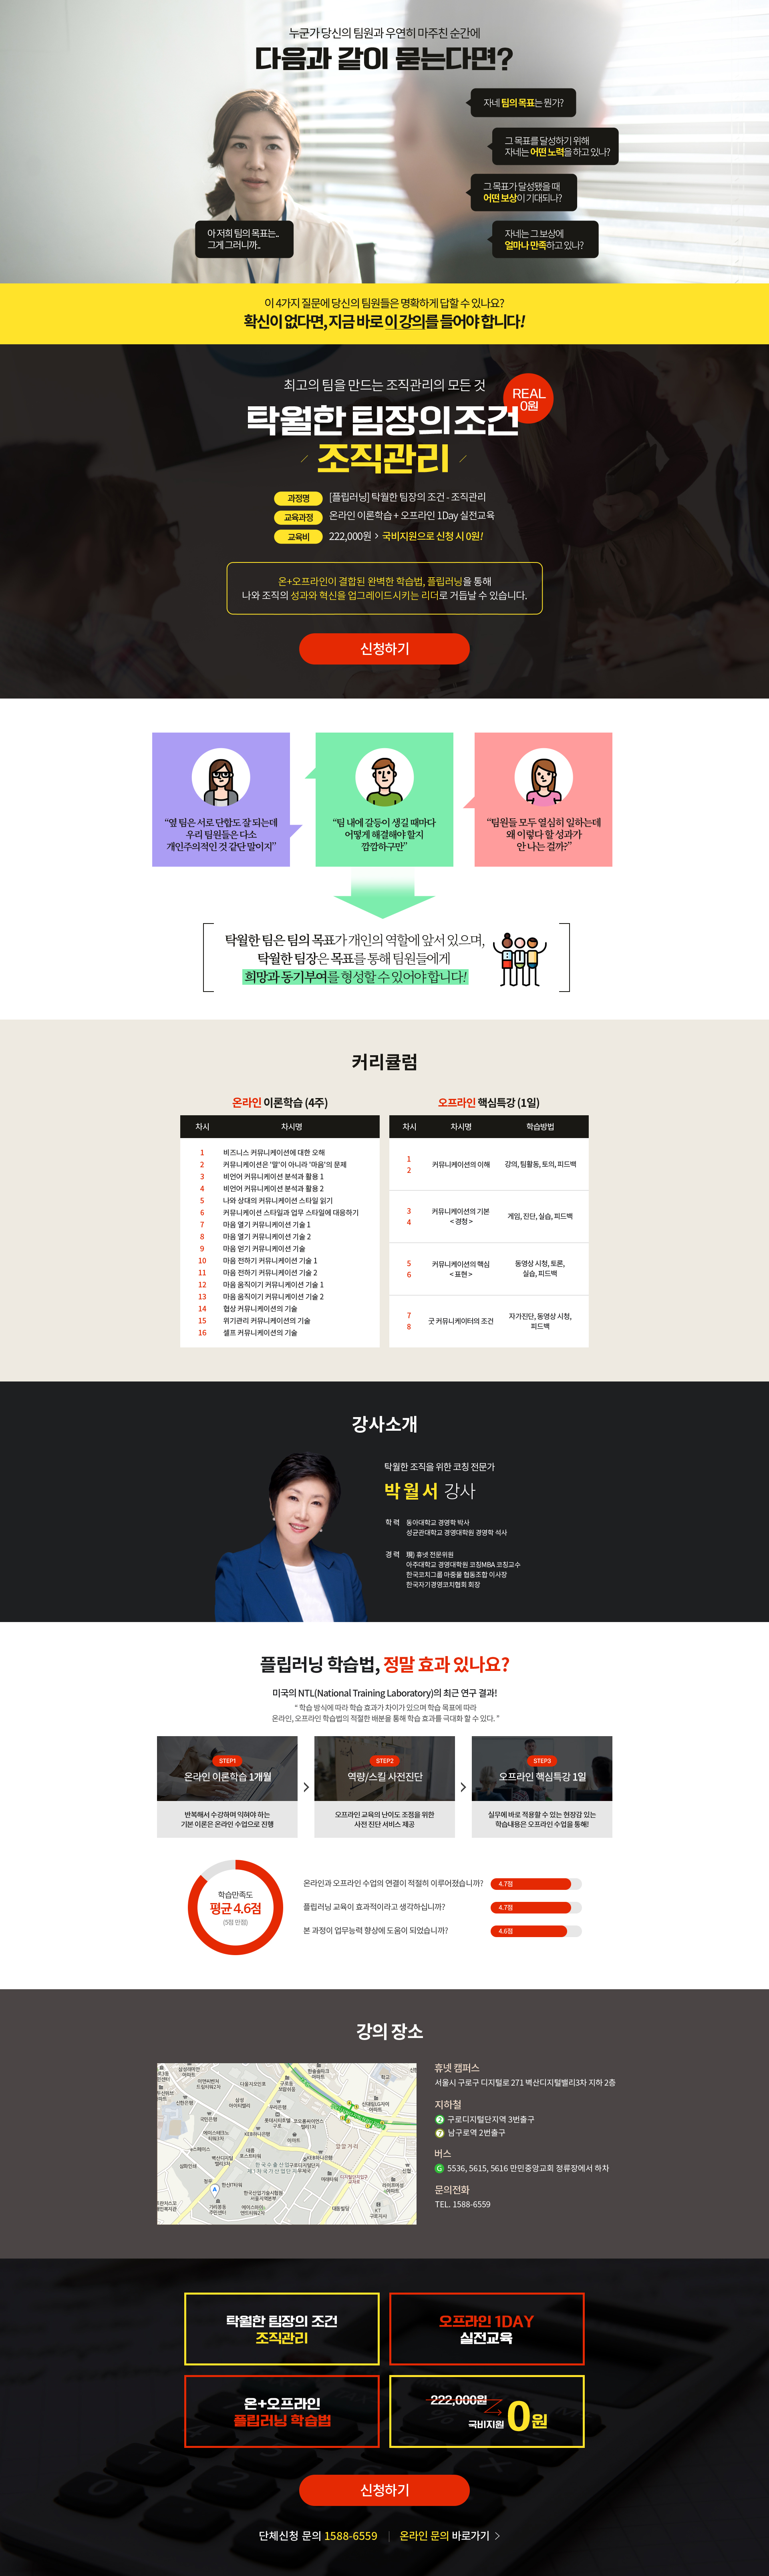 누군가 당신의 팀원과 우연히 마주친 순간에
다음과 같이 묻는다면?
자네 팀의 목표는 뭔가?
그 목표를 달성하기 위해
자네는 어떤 노력을 하고 있나?
그 목표가 달성됐을 때
어떤 보상이 기대되나?
자네는 그 보상에
얼마나 만족하고 있나?
아 저희 팀의 목표는..
그게 그러니까..
이 4가지 질문에 당신의 팀원들은 명확하게 답할 수 있나요?
확신이 없다면, 지금 바로 이 강의를 들어야 합니다!
최고의 팀을 만드는 조직관리의 모든 것
REAL
0원
탁월한 팀장의조건
조직관리
과정명 [플립러닝] 탁월한 팀장의 조건 - 조직관리
교육과정 온라인 이론학습 + 오프라인 1Day 실전교육
교육비 222,000원 > 국비지원으로 신청 시 0원!
온+오프라인이 결합된 완벽한 학습법, 플립러닝을 통해
나와 조직의 성과와 혁신을 업그레이드시키는 리더로 거듭날 수 있습니다.
신청하기
“옆 팀은 서로 단합도 잘 되는데
우리 팀원들은 다소
개인주의적인 것 같단 말이지”
“팀 내에 갈등이 생길 때마다
어떻게 해결해야 할지
깜깜하구만”
“팀원들 모두 열심히 일하는데
왜 이렇다 할 성과가
안 나는 걸까?”
탁월한 팀은 팀의 목표가 개인의 역할에 앞서 있으며,
탁월한 팀장은 목표를 통해 팀원들에게
희망과 동기부여를 형성할 수 있어야 합니다!
커리큘럼
온라인 이론학습 (4주)
차시 차시명
1 비즈니스 커뮤니케이션에 대한 오해
2 커뮤니케이션은 '말'이 아니라 '마음'의 문제
3 비언어 커뮤니케이션 분석과 활용 1
4 비언어 커뮤니케이션 분석과 활용 2
5 나와 상대의 커뮤니케이션 스타일 읽기
6 커뮤니케이션 스타일과 업무 스타일에 대응하기
7 마음 열기 커뮤니케이션 기술 1
8 마음 열기 커뮤니케이션 기술 2
9 마음 얻기 커뮤니케이션 기술
10 마음 전하기 커뮤니케이션 기술 1
11 마음 전하기 커뮤니케이션 기술 2
12 마음 움직이기 커뮤니케이션 기술 1
13 마음 움직이기 커뮤니케이션 기술 2
14 협상 커뮤니케이션의 기술
15 위기관리 커뮤니케이션의 기술
16 셀프 커뮤니케이션의 기술
오프라인 핵심특강 (1일)
차시 차시명 학습방법
1
2
커뮤니케이션의 이해
강의, 팀활동, 토의, 피드백
3
4
커뮤니케이션의 기본
< 경청 >
게임, 진단, 실습, 피드백
5
6
커뮤니케이션의 핵심
< 표현 >
동영상 시청, 토론,
실습, 피드백
7
8
굿 커뮤니케이터의 조건
자가진단, 동영상 시청,
피드백
강사소개
탁월한 조직을 위한 코칭 전문가
박월서 강사
학 력 동아대학교 경영학 박사
성균관대학교 경영대학원 경영학 석사
경 력 現) 휴넷 전문위원
아주대학교 경영대학원 코칭MBA 코칭교수
한국코치그룹 마중물 협동조합 이사장
한국자기경영코치협회 회장
플립러닝 학습법, 정말 효과 있나요?
미국의 NTL(National Training Laboratory)의 최근 연구 결과!
“ 학습 방식에 따라 학습 효과가 차이가 있으며 학습 목표에 따라
온라인, 오프라인 학습법의 적절한 배분을 통해 학습 효과를 극대화 할 수 있다. ”
STEP1
온라인 이론학습 1개월
반복해서 수강하며 익혀야 하는
기본 이론은 온라인 수업으로 진행
STEP2
역량/스킬 사전진단
오프라인 교육의 난이도 조절을 위한
사전 진단 서비스 제공
STEP3
오프라인 핵심특강 1일
실무에 바로 적용할 수 있는 현장감 있는
학습내용은 오프라인 수업을 통해!
학습만족도
평균 4.6점
(5점 만점)
온라인과 오프라인 수업의 연결이 적절히 이루어졌습니까? 4.7점
플립러닝 교육이 효과적이라고 생각하십니까? 4.7점
본 과정이 업무능력 향상에 도움이 되었습니까? 4.6점
강의 장소
휴넷 캠퍼스
서울시 구로구 디지털로 271 벽산디지털밸리3차 지하 2층
지하철
2 구로디지털단지역 3번출구
7 남구로역 2번출구
버스
G 5536, 5615, 5616 만민중앙교회 정류장에서 하차
문의전화
TEL. 1588-6559
탁월한 팀장의 조건
조직관리
오프라인 1DAY
실전교육
온+오프라인
플립러닝 학습법
222,000원
국비지원 0원
신청하기
단체신청 문의 1588-6559 | 온라인 문의 바로가기 >